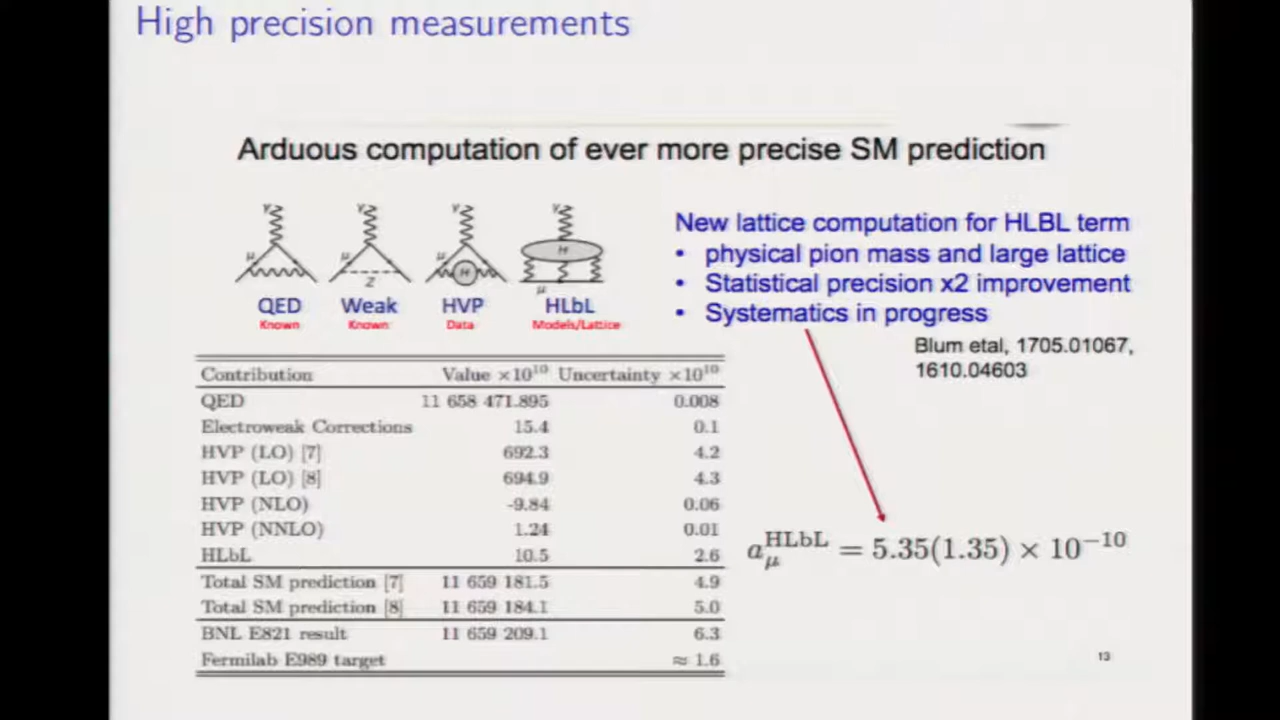 High precision measurements
Arduous computation of ever more precise SM prediction
γ γ γ γ
μ μ μ H
H
Z μ
QED Weak HVP HLbL
Known Known Data Models/Lattice
New lattice computation for HLBL term
• physical pion mass and large lattice
• Statistical precision x2 improvement
• Systematics in progress
Blum etal, 1705.01067,
1610.04603
Contribution Value ×10¹⁰ Uncertainty ×10¹⁰
QED 11 658 471.895 0.008
Electroweak Corrections 15.4 0.1
HVP (LO) [7] 692.3 4.2
HVP (LO) [8] 694.9 4.3
HVP (NLO) -9.84 0.06
HVP (NNLO) 1.24 0.01
HLbL 10.5 2.6
Total SM prediction [7] 11 659 181.5 4.9
Total SM prediction [8] 11 659 184.1 5.0
BNL E821 result 11 659 209.1 6.3
Fermilab E989 target ≈ 1.6
a_μ^HLbL = 5.35(1.35) × 10⁻¹⁰
13